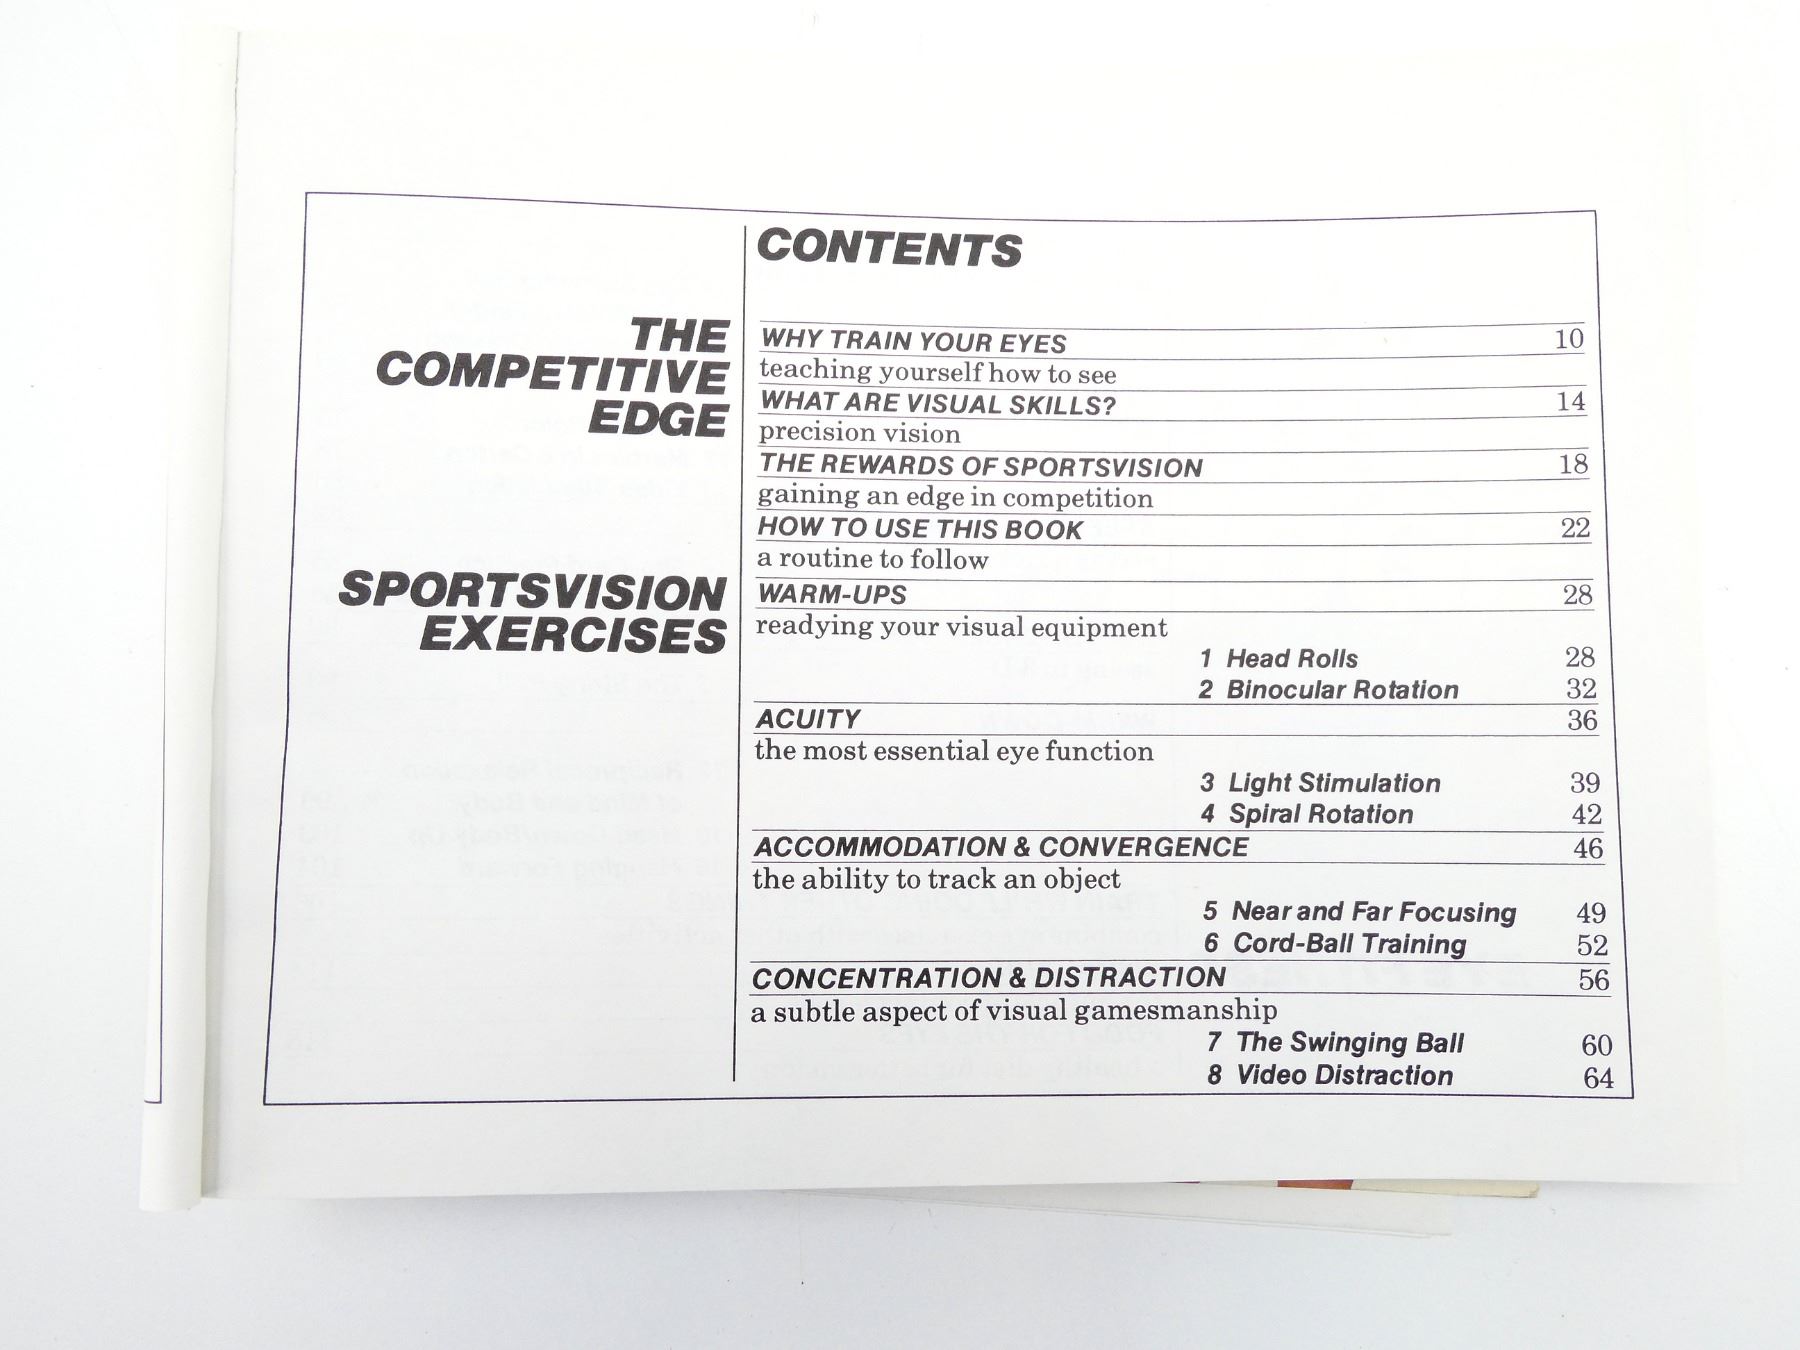 CONTENTS
THE
COMPETITIVE
EDGE
WHY TRAIN YOUR EYES 10
teaching yourself how to see
WHAT ARE VISUAL SKILLS? 14
precision vision
THE REWARDS OF SPORTSVISION 18
gaining an edge in competition
HOW TO USE THIS BOOK 22
a routine to follow
SPORTSVISION
EXERCISES
WARM-UPS 28
readying your visual equipment
1 Head Rolls 28
2 Binocular Rotation 32
ACUITY 36
the most essential eye function
3 Light Stimulation 39
4 Spiral Rotation 42
ACCOMMODATION & CONVERGENCE 46
the ability to track an object
5 Near and Far Focusing 49
6 Cord-Ball Training 52
CONCENTRATION & DISTRACTION 56
a subtle aspect of visual gamesmanship
7 The Swinging Ball 60
8 Video Distraction 64